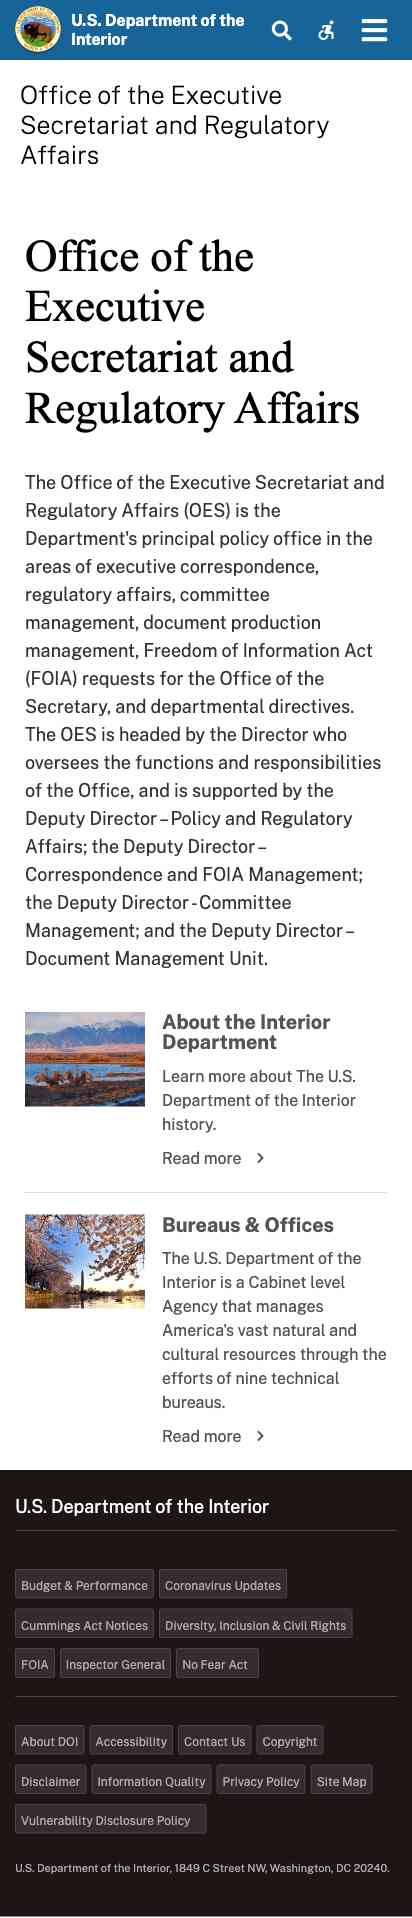 U.S. Department of the
Interior
Office of the Executive
Secretariat and Regulatory
Affairs
Office of the
Executive
Secretariat and
Regulatory Affairs
The Office of the Executive Secretariat and
Regulatory Affairs (OES) is the
Department's principal policy office in the
areas of executive correspondence,
regulatory affairs, committee
management, document production
management, Freedom of Information Act
(FOIA) requests for the Office of the
Secretary, and departmental directives.
The OES is headed by the Director who
oversees the functions and responsibilities
of the Office, and is supported by the
Deputy Director – Policy and Regulatory
Affairs; the Deputy Director –
Correspondence and FOIA Management;
the Deputy Director - Committee
Management; and the Deputy Director –
Document Management Unit.
About the Interior
Department
Learn more about The U.S.
Department of the Interior
history.
Read more
Bureaus & Offices
The U.S. Department of the
Interior is a Cabinet level
Agency that manages
America's vast natural and
cultural resources through the
efforts of nine technical
bureaus.
Read more
U.S. Department of the Interior
Budget & Performance Coronavirus Updates
Cummings Act Notices Diversity, Inclusion & Civil Rights
FOIA Inspector General No Fear Act
About DOI Accessibility Contact Us Copyright
Disclaimer Information Quality Privacy Policy Site Map
Vulnerability Disclosure Policy
U.S. Department of the Interior, 1849 C Street NW, Washington, DC 20240.